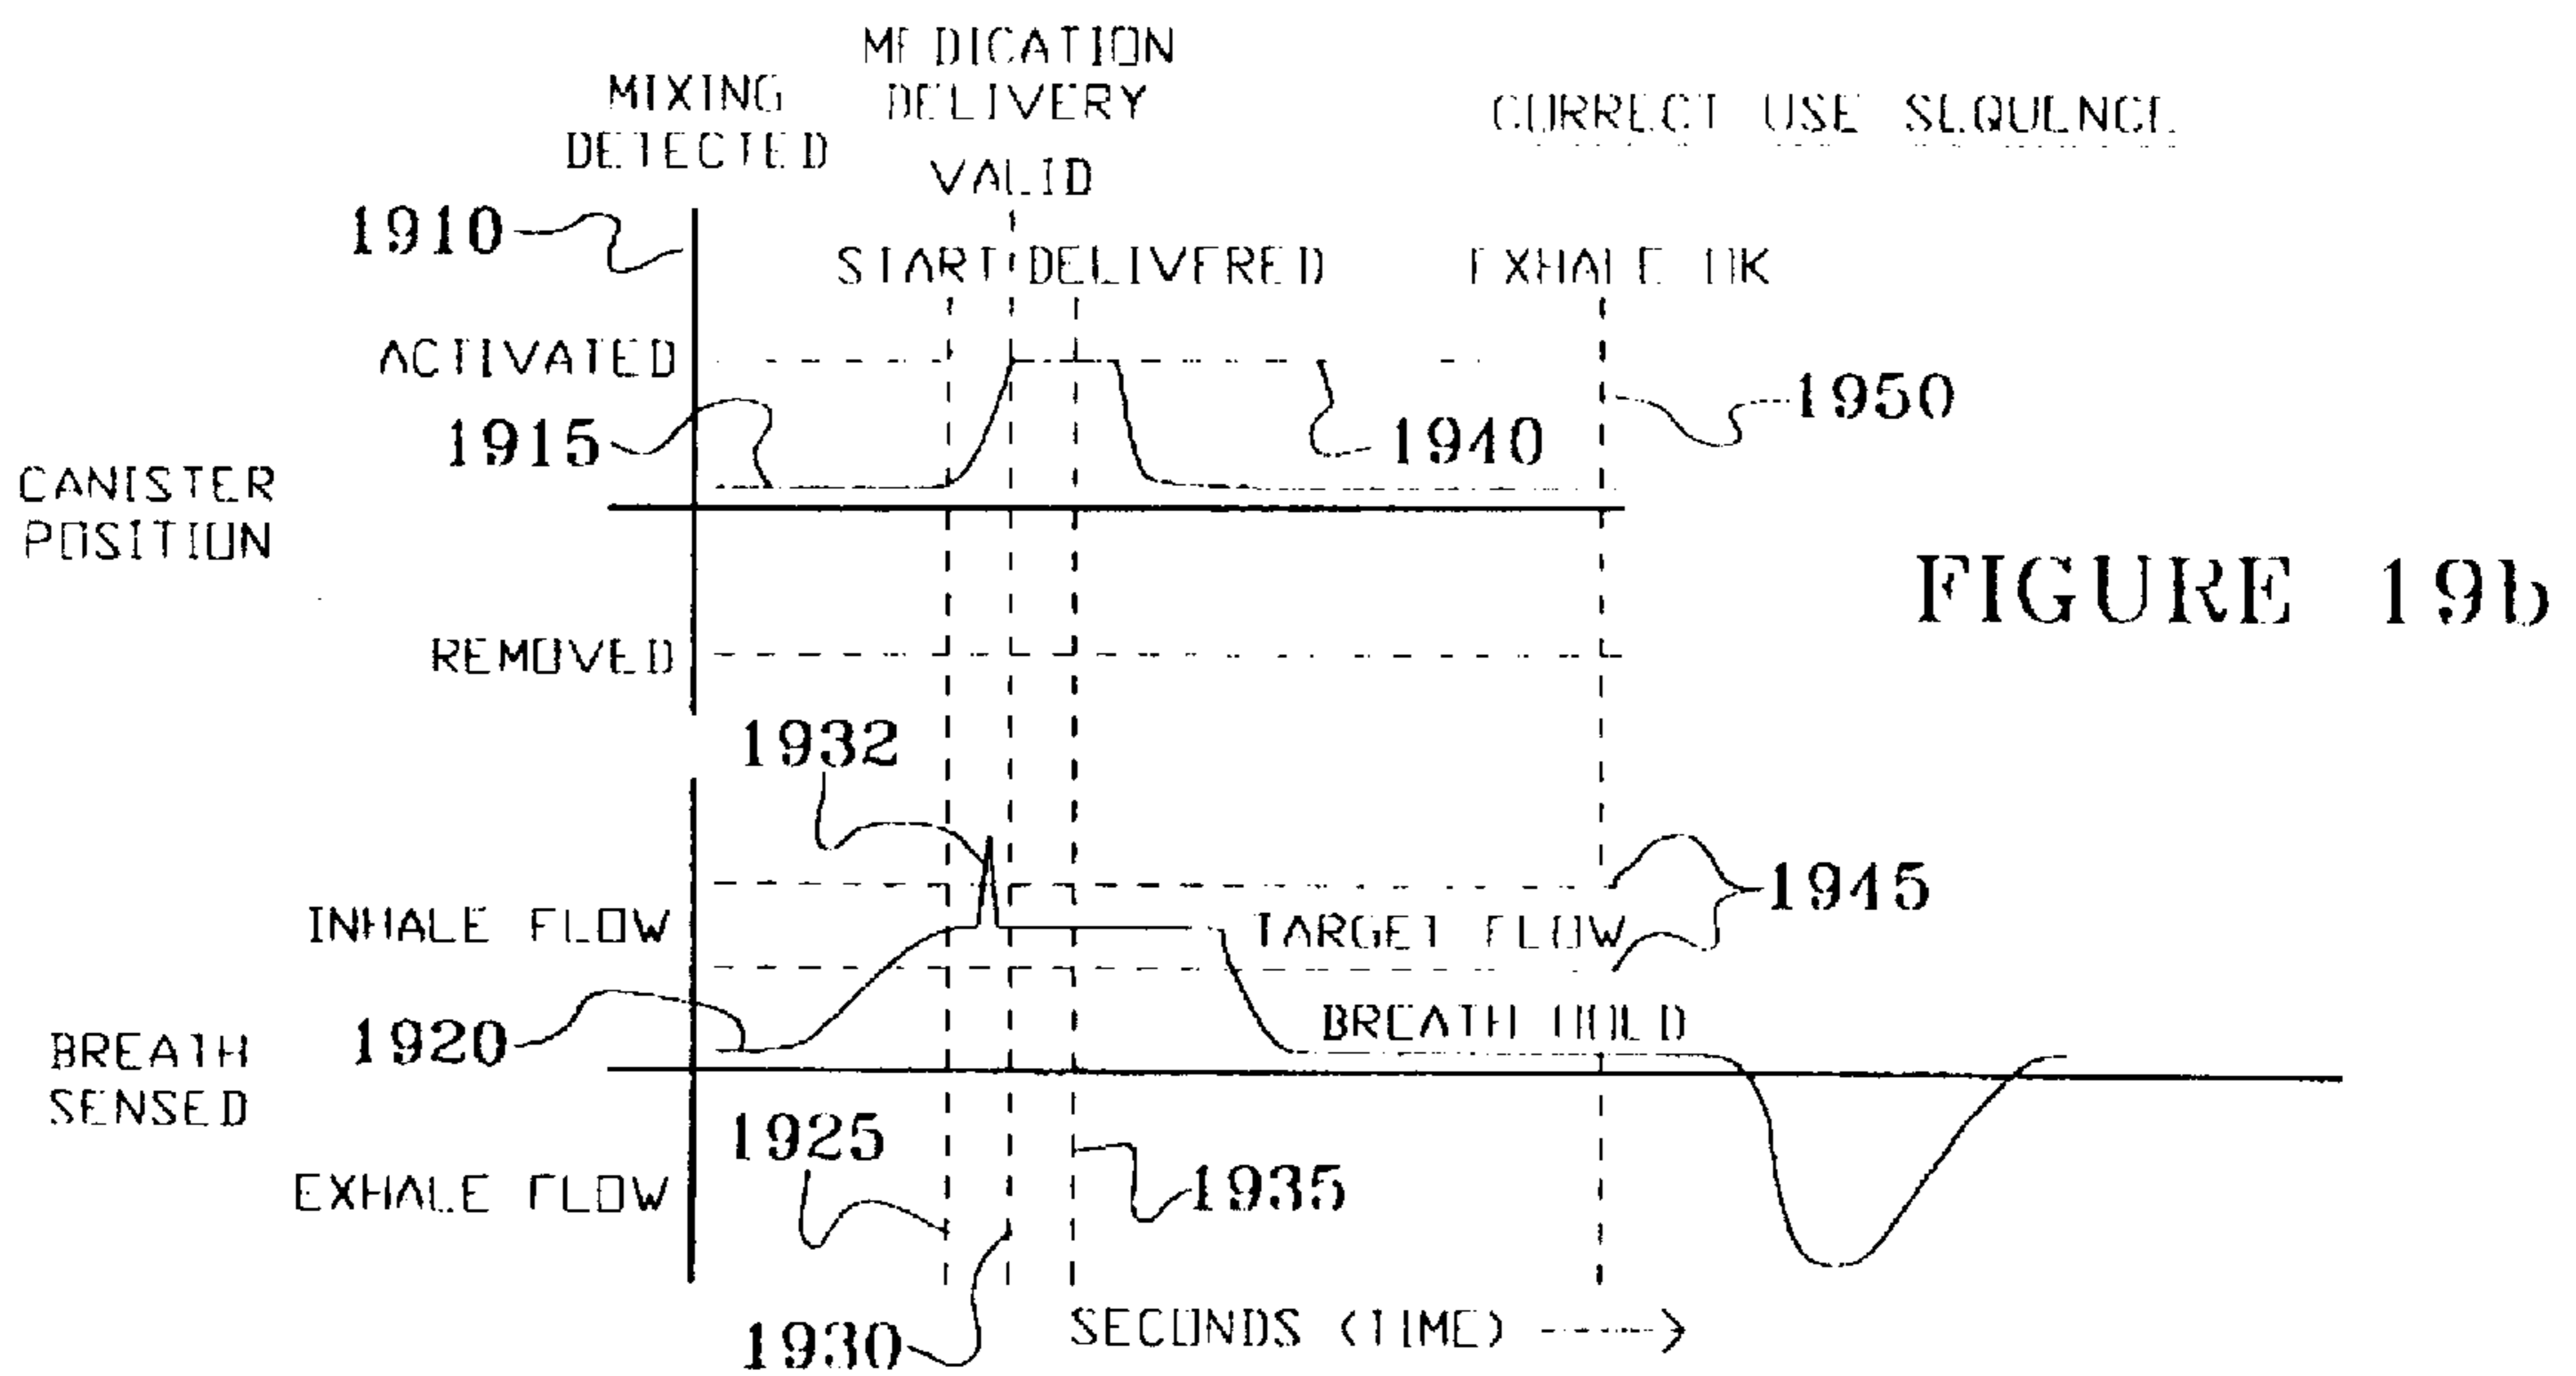 MEDICATION
DELIVERY
VALID
MIXING
DETECTED
CORRECT USE SEQUENCE
1910
START DELIVERED
EXHALE OK
ACTIVATED
1950
1915
1940
CANISTER
POSITION
FIGURE 19b
REMOVED
1932
1945
INHALE FLOW
TARGET FLOW
1920
BREATH HOLD
BREATH
SENSED
1925
1935
EXHALE FLOW
1930
SECONDS (TIME)